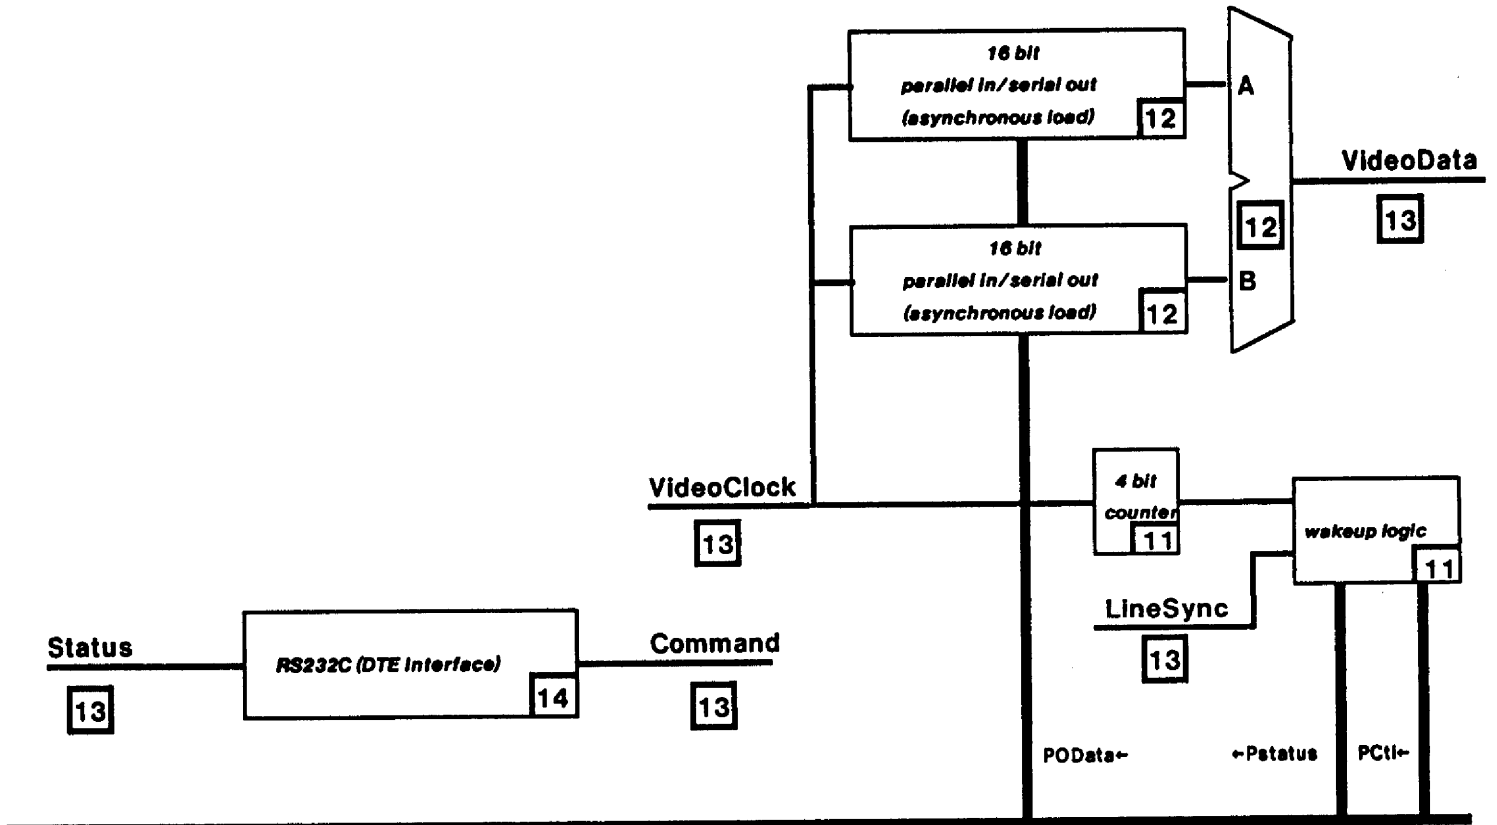 16 bit
parallel in/serial out
(asynchronous load)
12
A
VideoData
13
12
16 bit
parallel in/serial out
(asynchronous load)
12
B
VideoClock
13
4 bit
counter
11
wakeup logic
11
LineSync
13
Status
13
RS232C (DTE Interface)
14
Command
13
POData←
←Pstatus
PCtl←